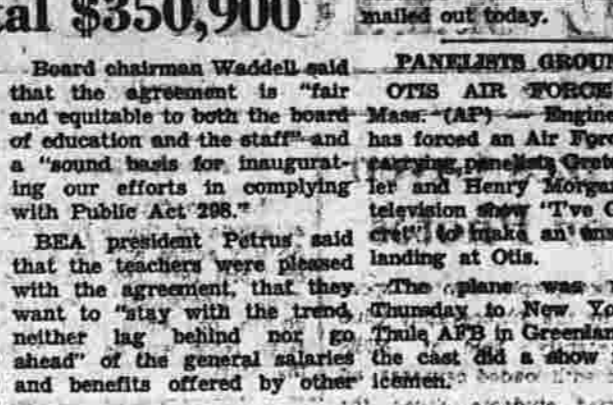 al $350,900
Board chairman Waddell said
that the agreement is "fair
and equitable to both the board
of education and the staff" and
a "sound basis for inaugurat-
ing our efforts in complying
with Public Act 298."
BEA president Petrus said
that the teachers were pleased
with the agreement, that they
want to "stay with the trend,
neither lag behind nor go
ahead" of the general salaries
and benefits offered by other
mailed out today.
PANELISTS GROU
OTIS AIR FORCE
Mass. (AP) — Engine
has forced an Air For
carrying panelists Gre
ier and Henry Morga
television show "I've
cret" to make an
landing at Otis.
The plane was
Thursday to New Yo
Thule AFB in Greenlan
the cast did a show
icemen.